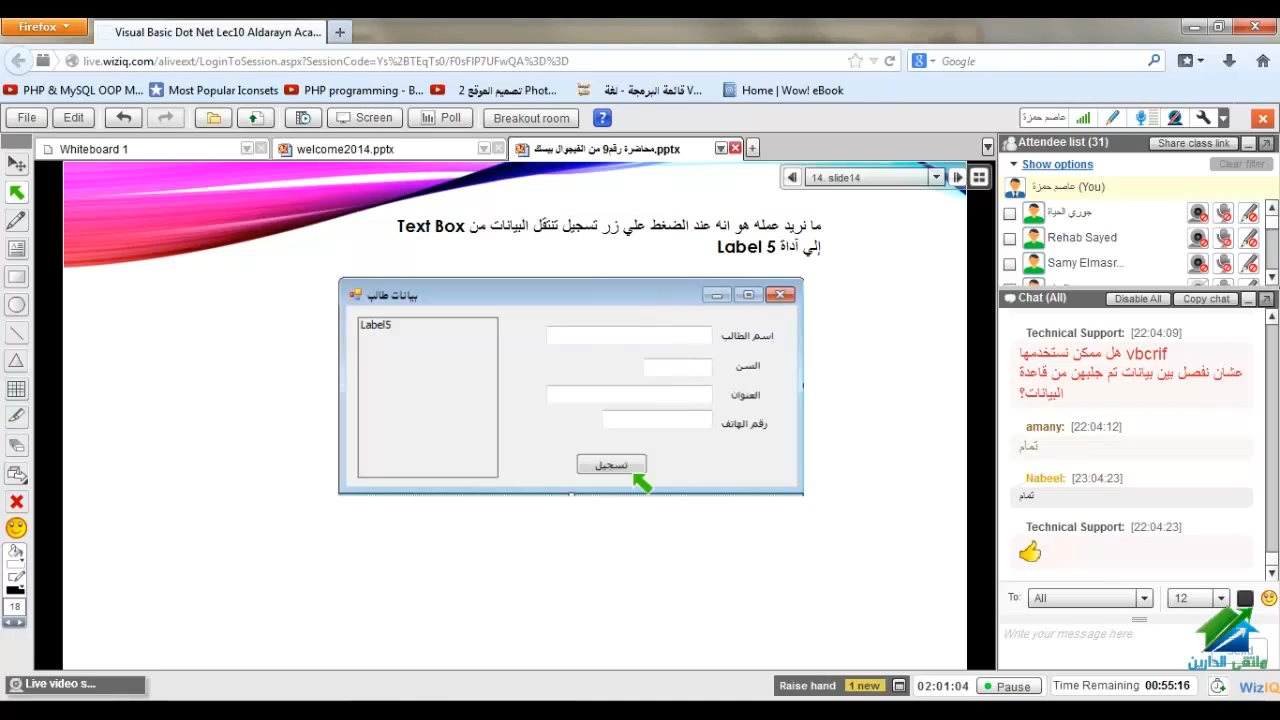 Firefox
Visual Basic Dot Net Lec10 Aldarayn Aca...
live.wiziq.com/aliveext/LoginToSession.aspx?SessionCode=Ys%2BTEqTs0/F0sFIP7UFwQA%3D%3D
Google
PHP & MySQL OOP M...
Most Popular Iconsets
PHP programming - B...
تصميم الموقع 2 Phot...
قائمة البرمجة - لغة V...
Home | Wow! eBook
File
Edit
Screen
Poll
Breakout room
عاصم حمزة
Whiteboard 1
welcome2014.pptx
محاضرة رقم9 من الفيجوال بيسك.pptx
Attendee list (31)
Share class link
Show options
Clear filter
عاصم حمزة (You)
جوري الحياة
Rehab Sayed
Samy Elmasr...
14. slide14
ما نريد عمله هو انه عند الضغط علي زر تسجيل تنتقل البيانات من Text Box
إلي أداة Label 5
بيانات طالب
Label5
اسم الطالب
السن
العنوان
رقم الهاتف
تسجيل
Chat (All)
Disable All
Copy chat
Technical Support: [22:04:09]
هل ممكن نستخدمها vbcrif
عشان نفصل بين بيانات تم جلبهن من قاعدة
البيانات؟
amany: [22:04:12]
تمام
Nabeel: [23:04:23]
تمام
Technical Support: [22:04:23]
To:
All
12
Write your message here.
Send
ملتقى الدارين
18
Live video s...
Raise hand
1 new
02:01:04
Pause
Time Remaining
00:55:16
WizIQ